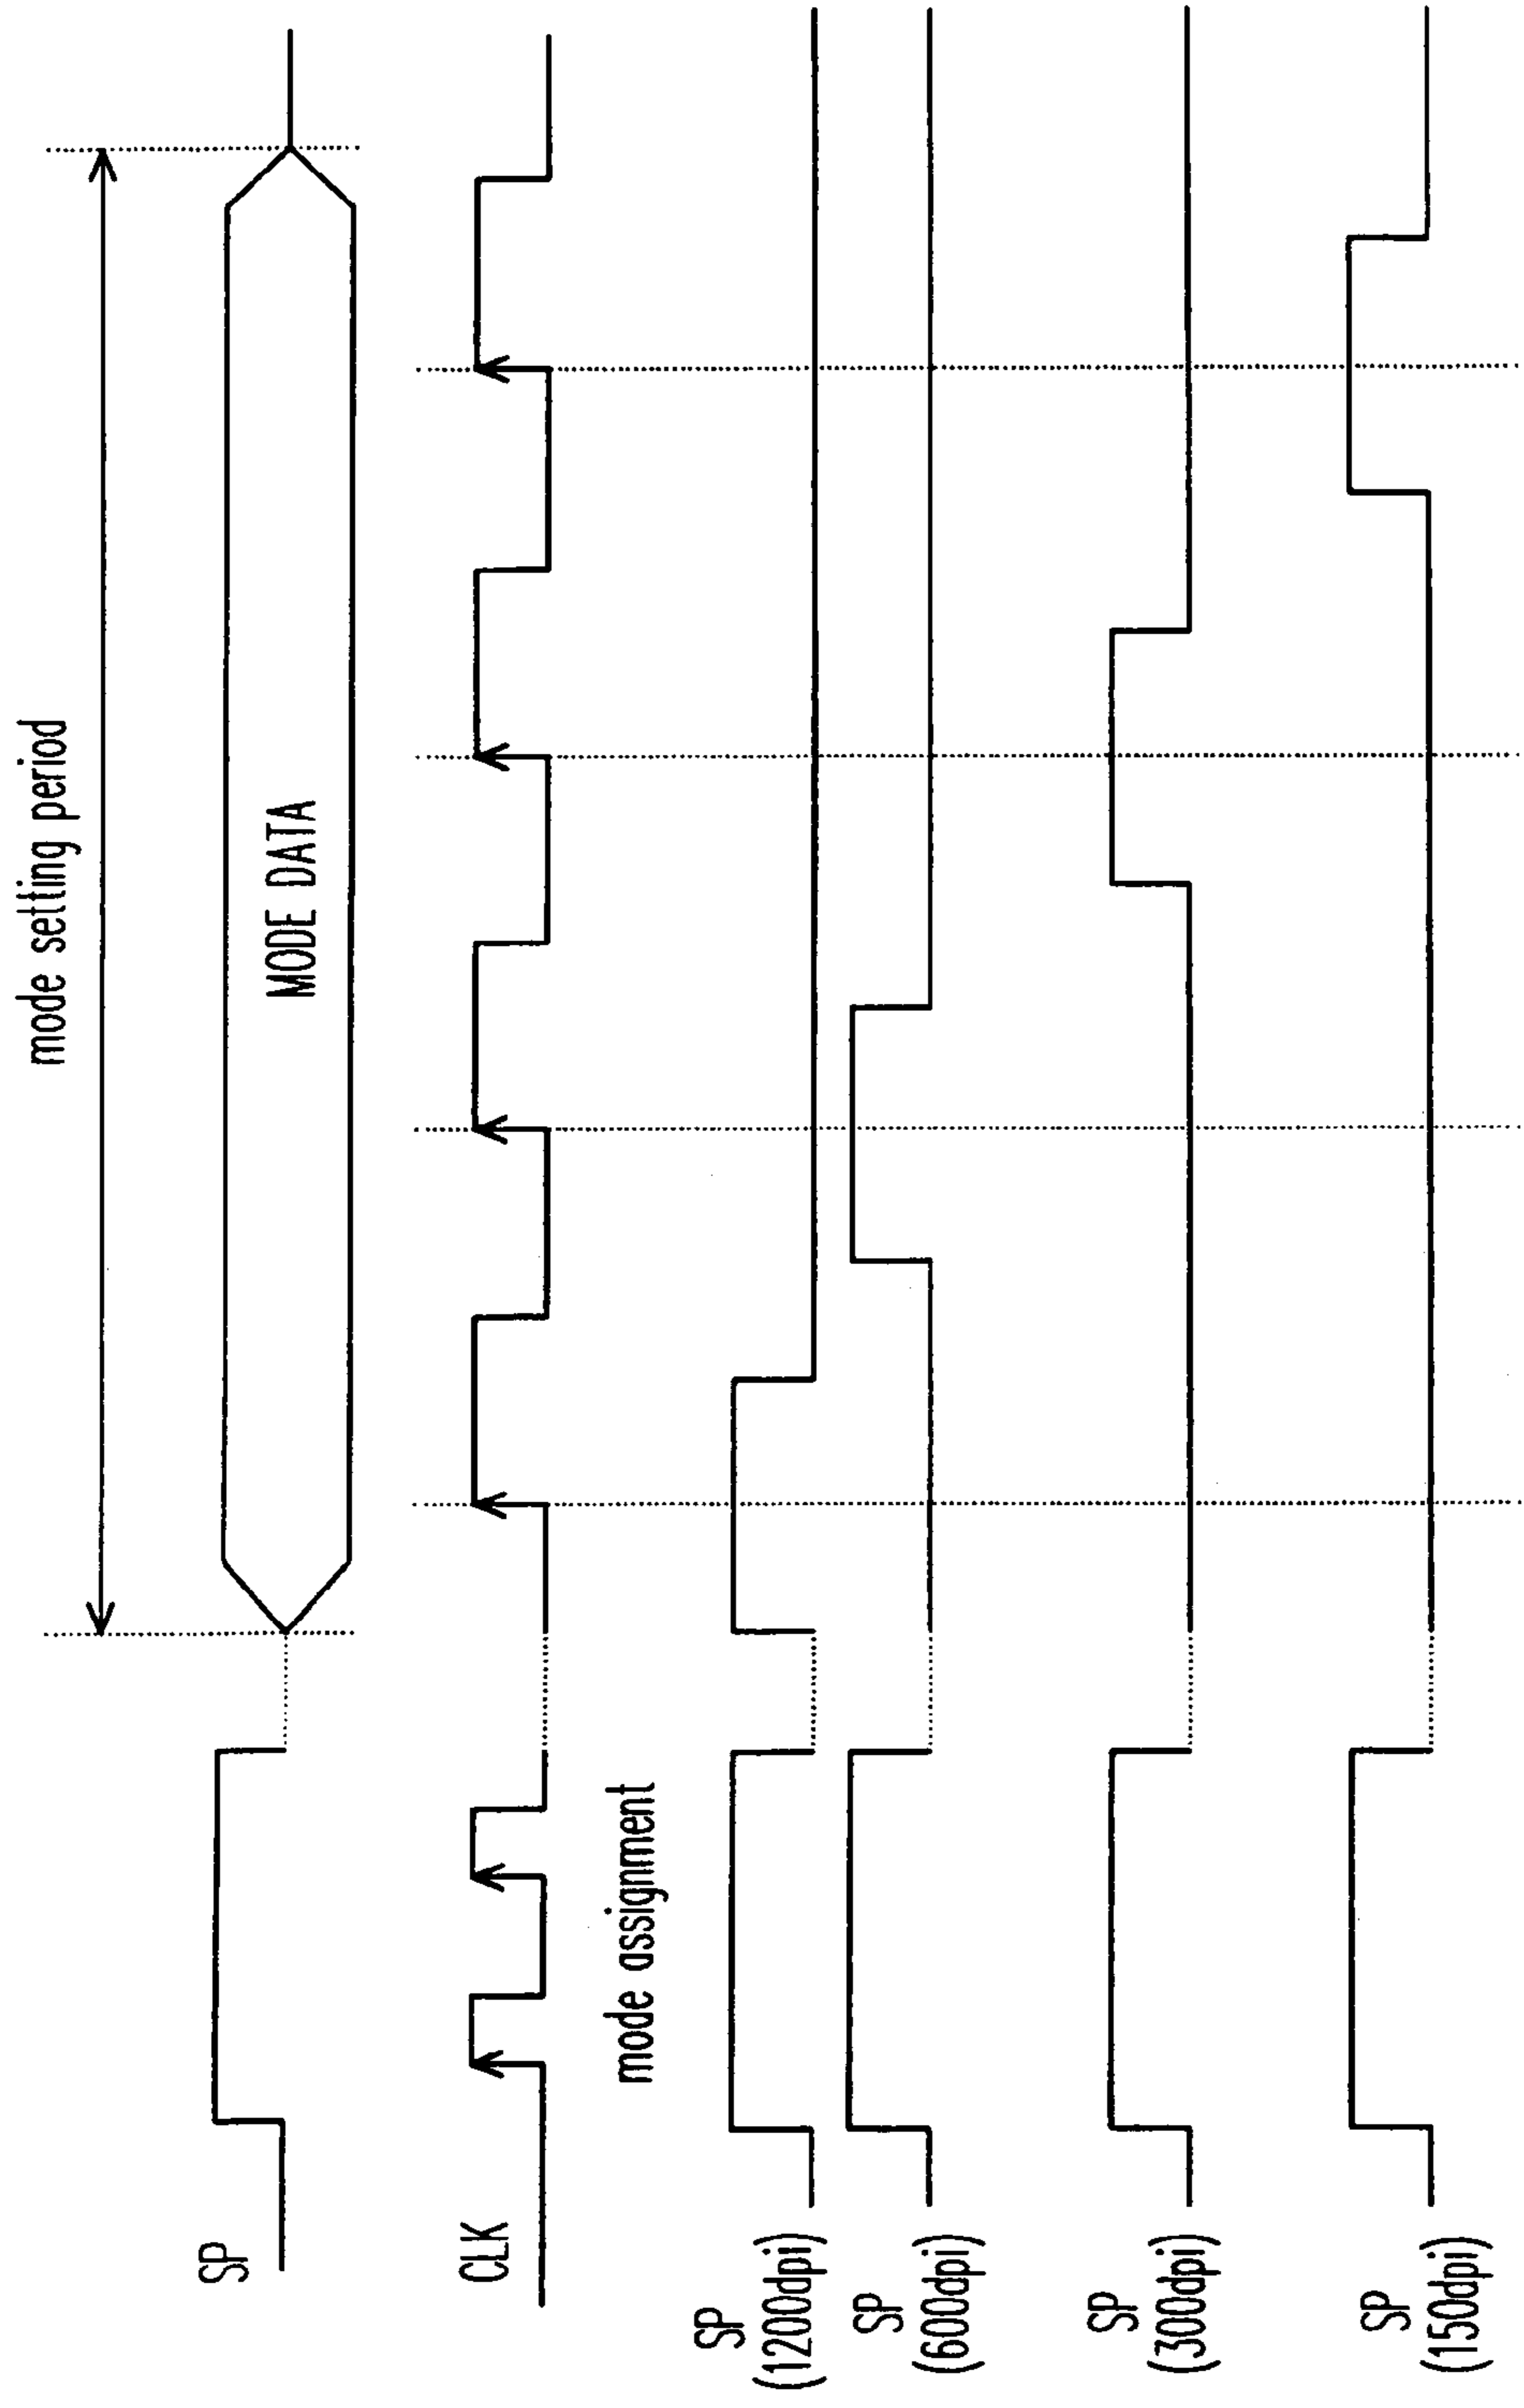 mode setting period
SP
MODE DATA
CLK
mode assignment
SP
(1200dpi)
SP
(600dpi)
SP
(300dpi)
SP
(150dpi)